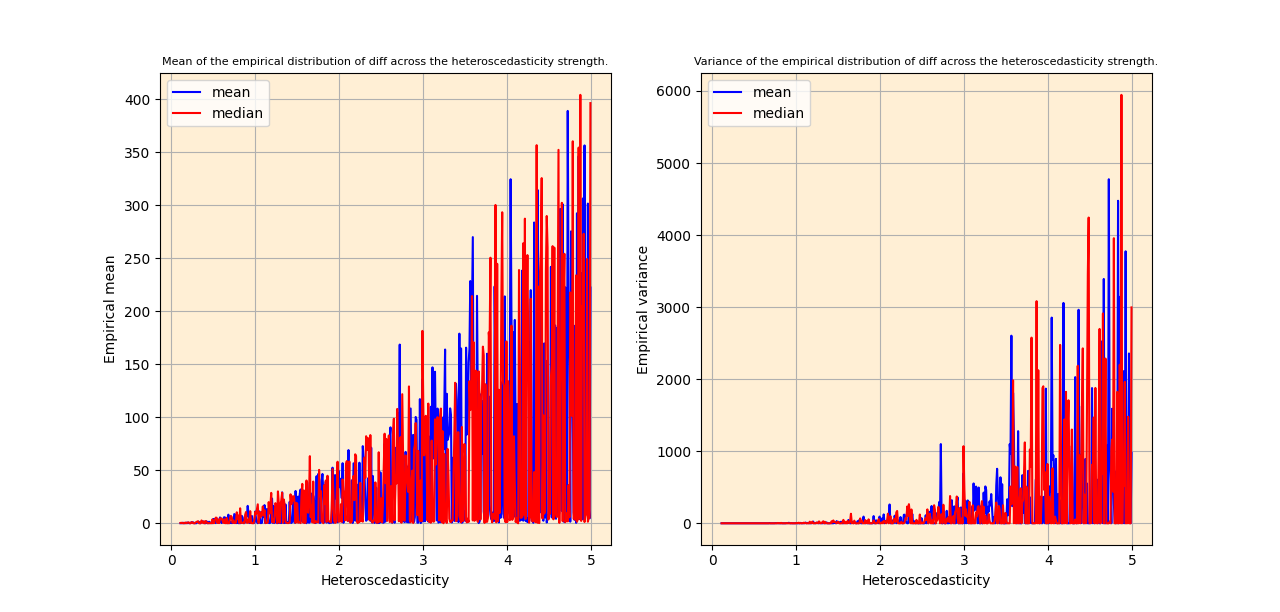 Mean of the empirical distribution of diff across the heteroscedasticity strength.
mean
median
400
350
300
250
200
150
100
50
0
Empirical mean
0 1 2 3 4 5
Heteroscedasticity
Variance of the empirical distribution of diff across the heteroscedasticity strength.
mean
median
6000
5000
4000
3000
2000
1000
0
Empirical variance
0 1 2 3 4 5
Heteroscedasticity